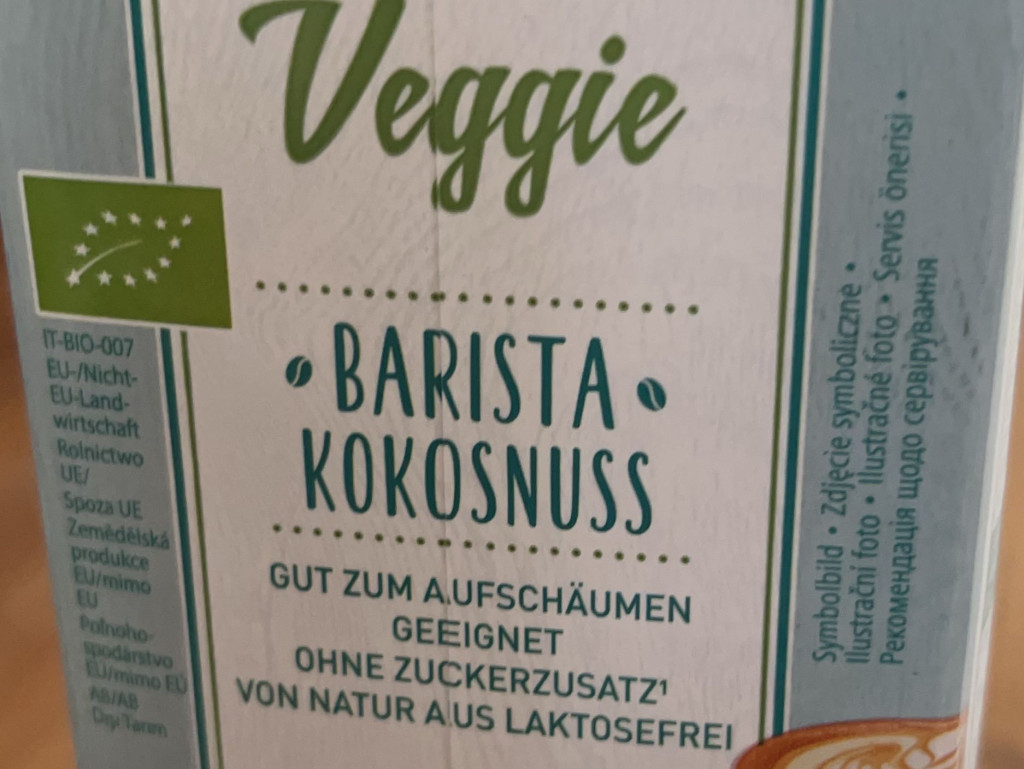 Veggie
IT-BIO-007
EU-/Nicht-
EU-Land-
wirtschaft
Rolnictwo
UE/
Spoza UE
Zemědělská
produkce
EU/mimo
EU
Poľnoho-
spodárstvo
EÚ/mimo EÚ
AB/AB
Dışı Tarım
BARISTA
KOKOSNUSS
GUT ZUM AUFSCHÄUMEN
GEEIGNET
OHNE ZUCKERZUSATZ¹
VON NATUR AUS LAKTOSEFREI
Symbolbild • Zdjęcie symboliczne •
Ilustrační foto • Ilustračné foto • Servis önerisi •
Рекомендація щодо сервірування